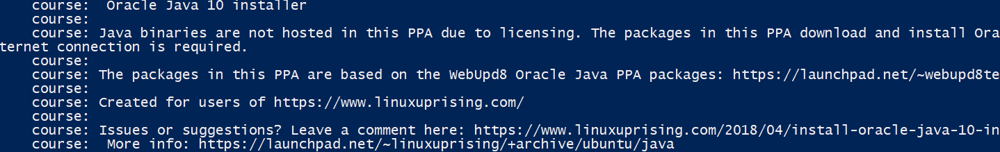 course:  Oracle Java 10 installer
course:
course: Java binaries are not hosted in this PPA due to licensing. The packages in this PPA download and install Ora
ternet connection is required.
course:
course: The packages in this PPA are based on the WebUpd8 Oracle Java PPA packages: https://launchpad.net/~webupd8te
course:
course: Created for users of https://www.linuxuprising.com/
course:
course: Issues or suggestions? Leave a comment here: https://www.linuxuprising.com/2018/04/install-oracle-java-10-in
course:  More info: https://launchpad.net/~linuxuprising/+archive/ubuntu/java